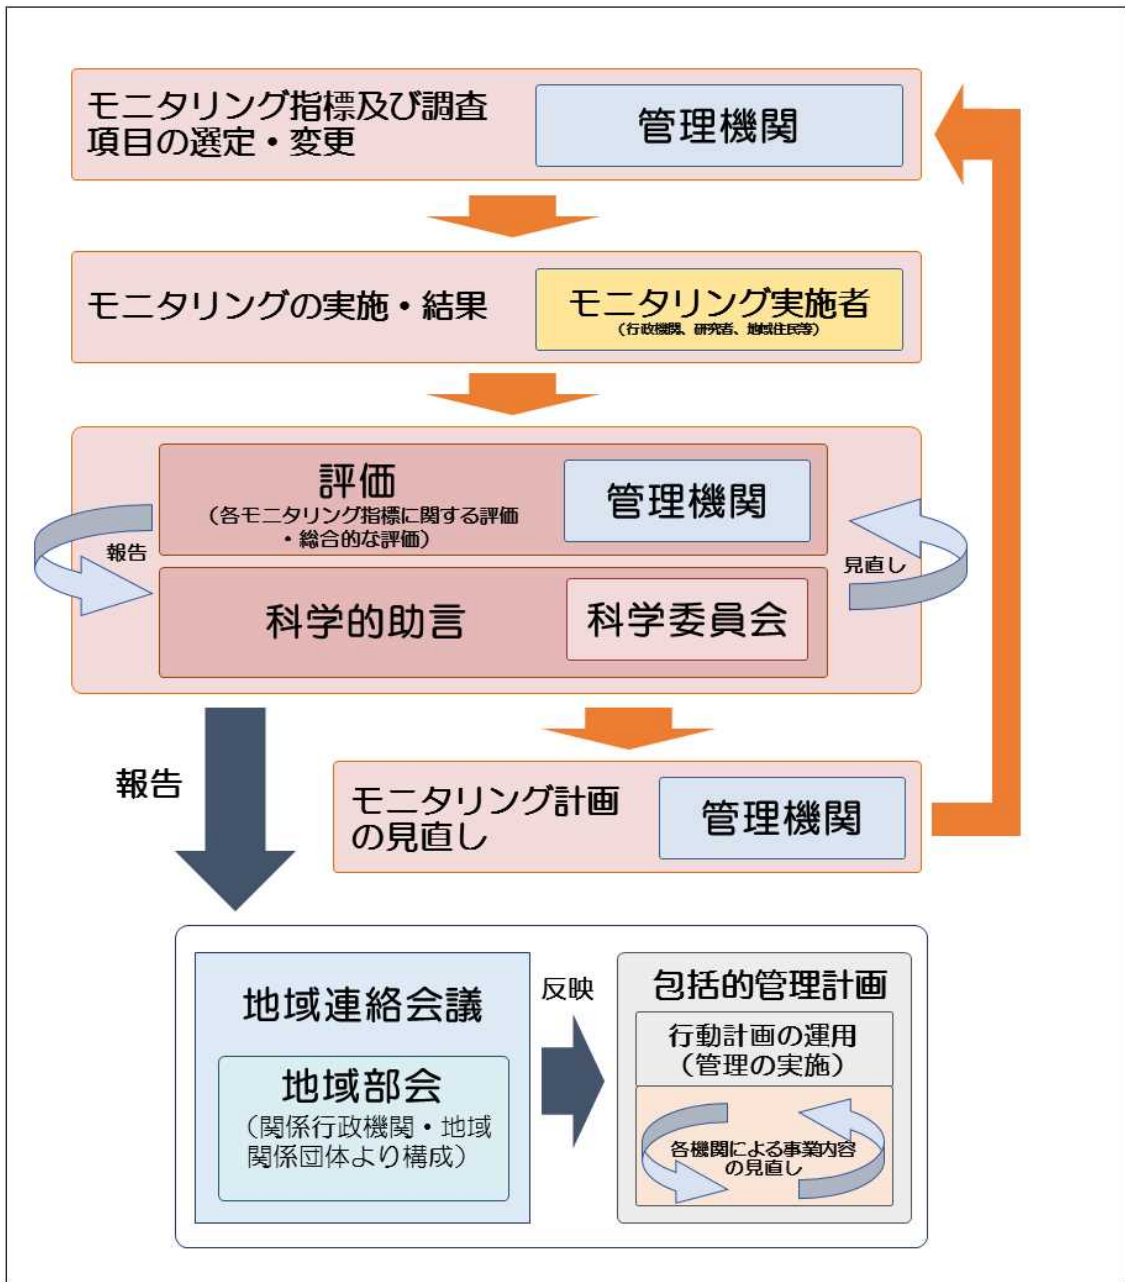 モニタリング指標及び調査
項目の選定・変更
管理機関
モニタリングの実施・結果
モニタリング実施者
（行政機関、研究者、地域住民等）
評価
（各モニタリング指標に関する評価
・総合的な評価）
管理機関
報告
見直し
科学的助言
科学委員会
報告
モニタリング計画
の見直し
管理機関
地域連絡会議
地域部会
（関係行政機関・地域
関係団体より構成）
反映
包括的管理計画
行動計画の運用
（管理の実施）
各機関による事業内容
の見直し